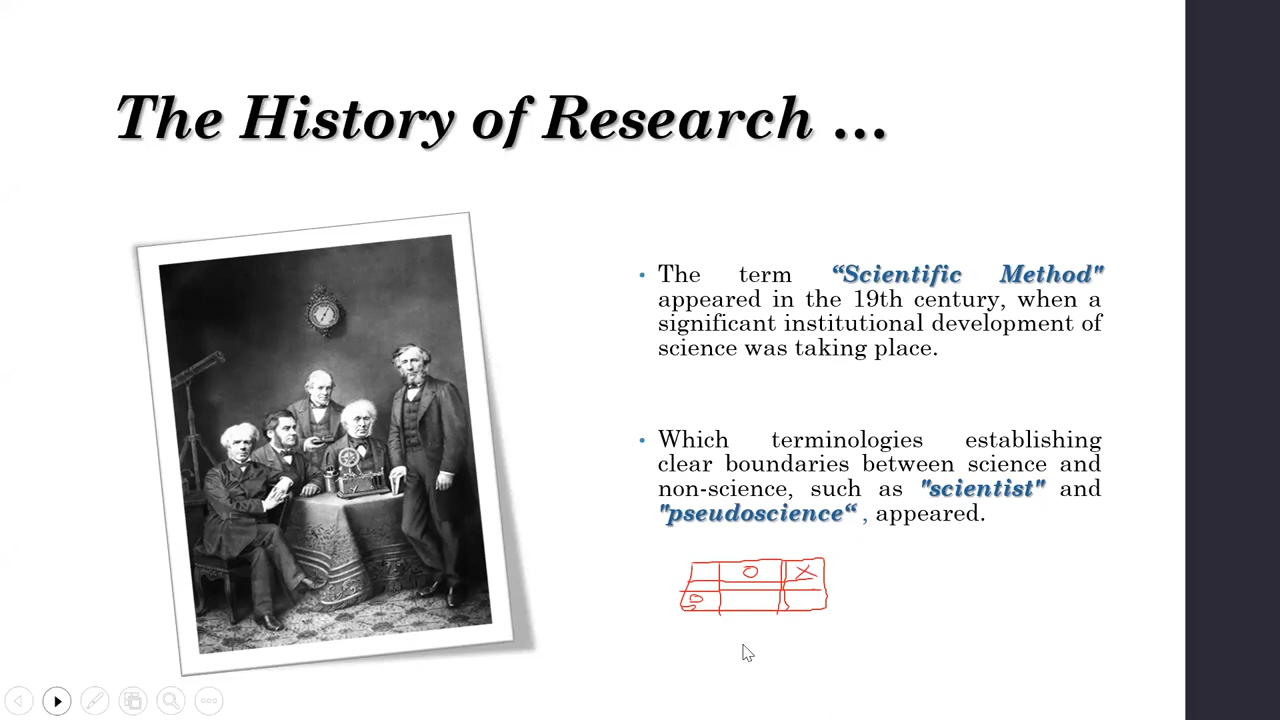 The History of Research ...
• The term “Scientific Method"
appeared in the 19th century, when a
significant institutional development of
science was taking place.
• Which terminologies establishing
clear boundaries between science and
non-science, such as "scientist" and
"pseudoscience“ , appeared.
O X
O